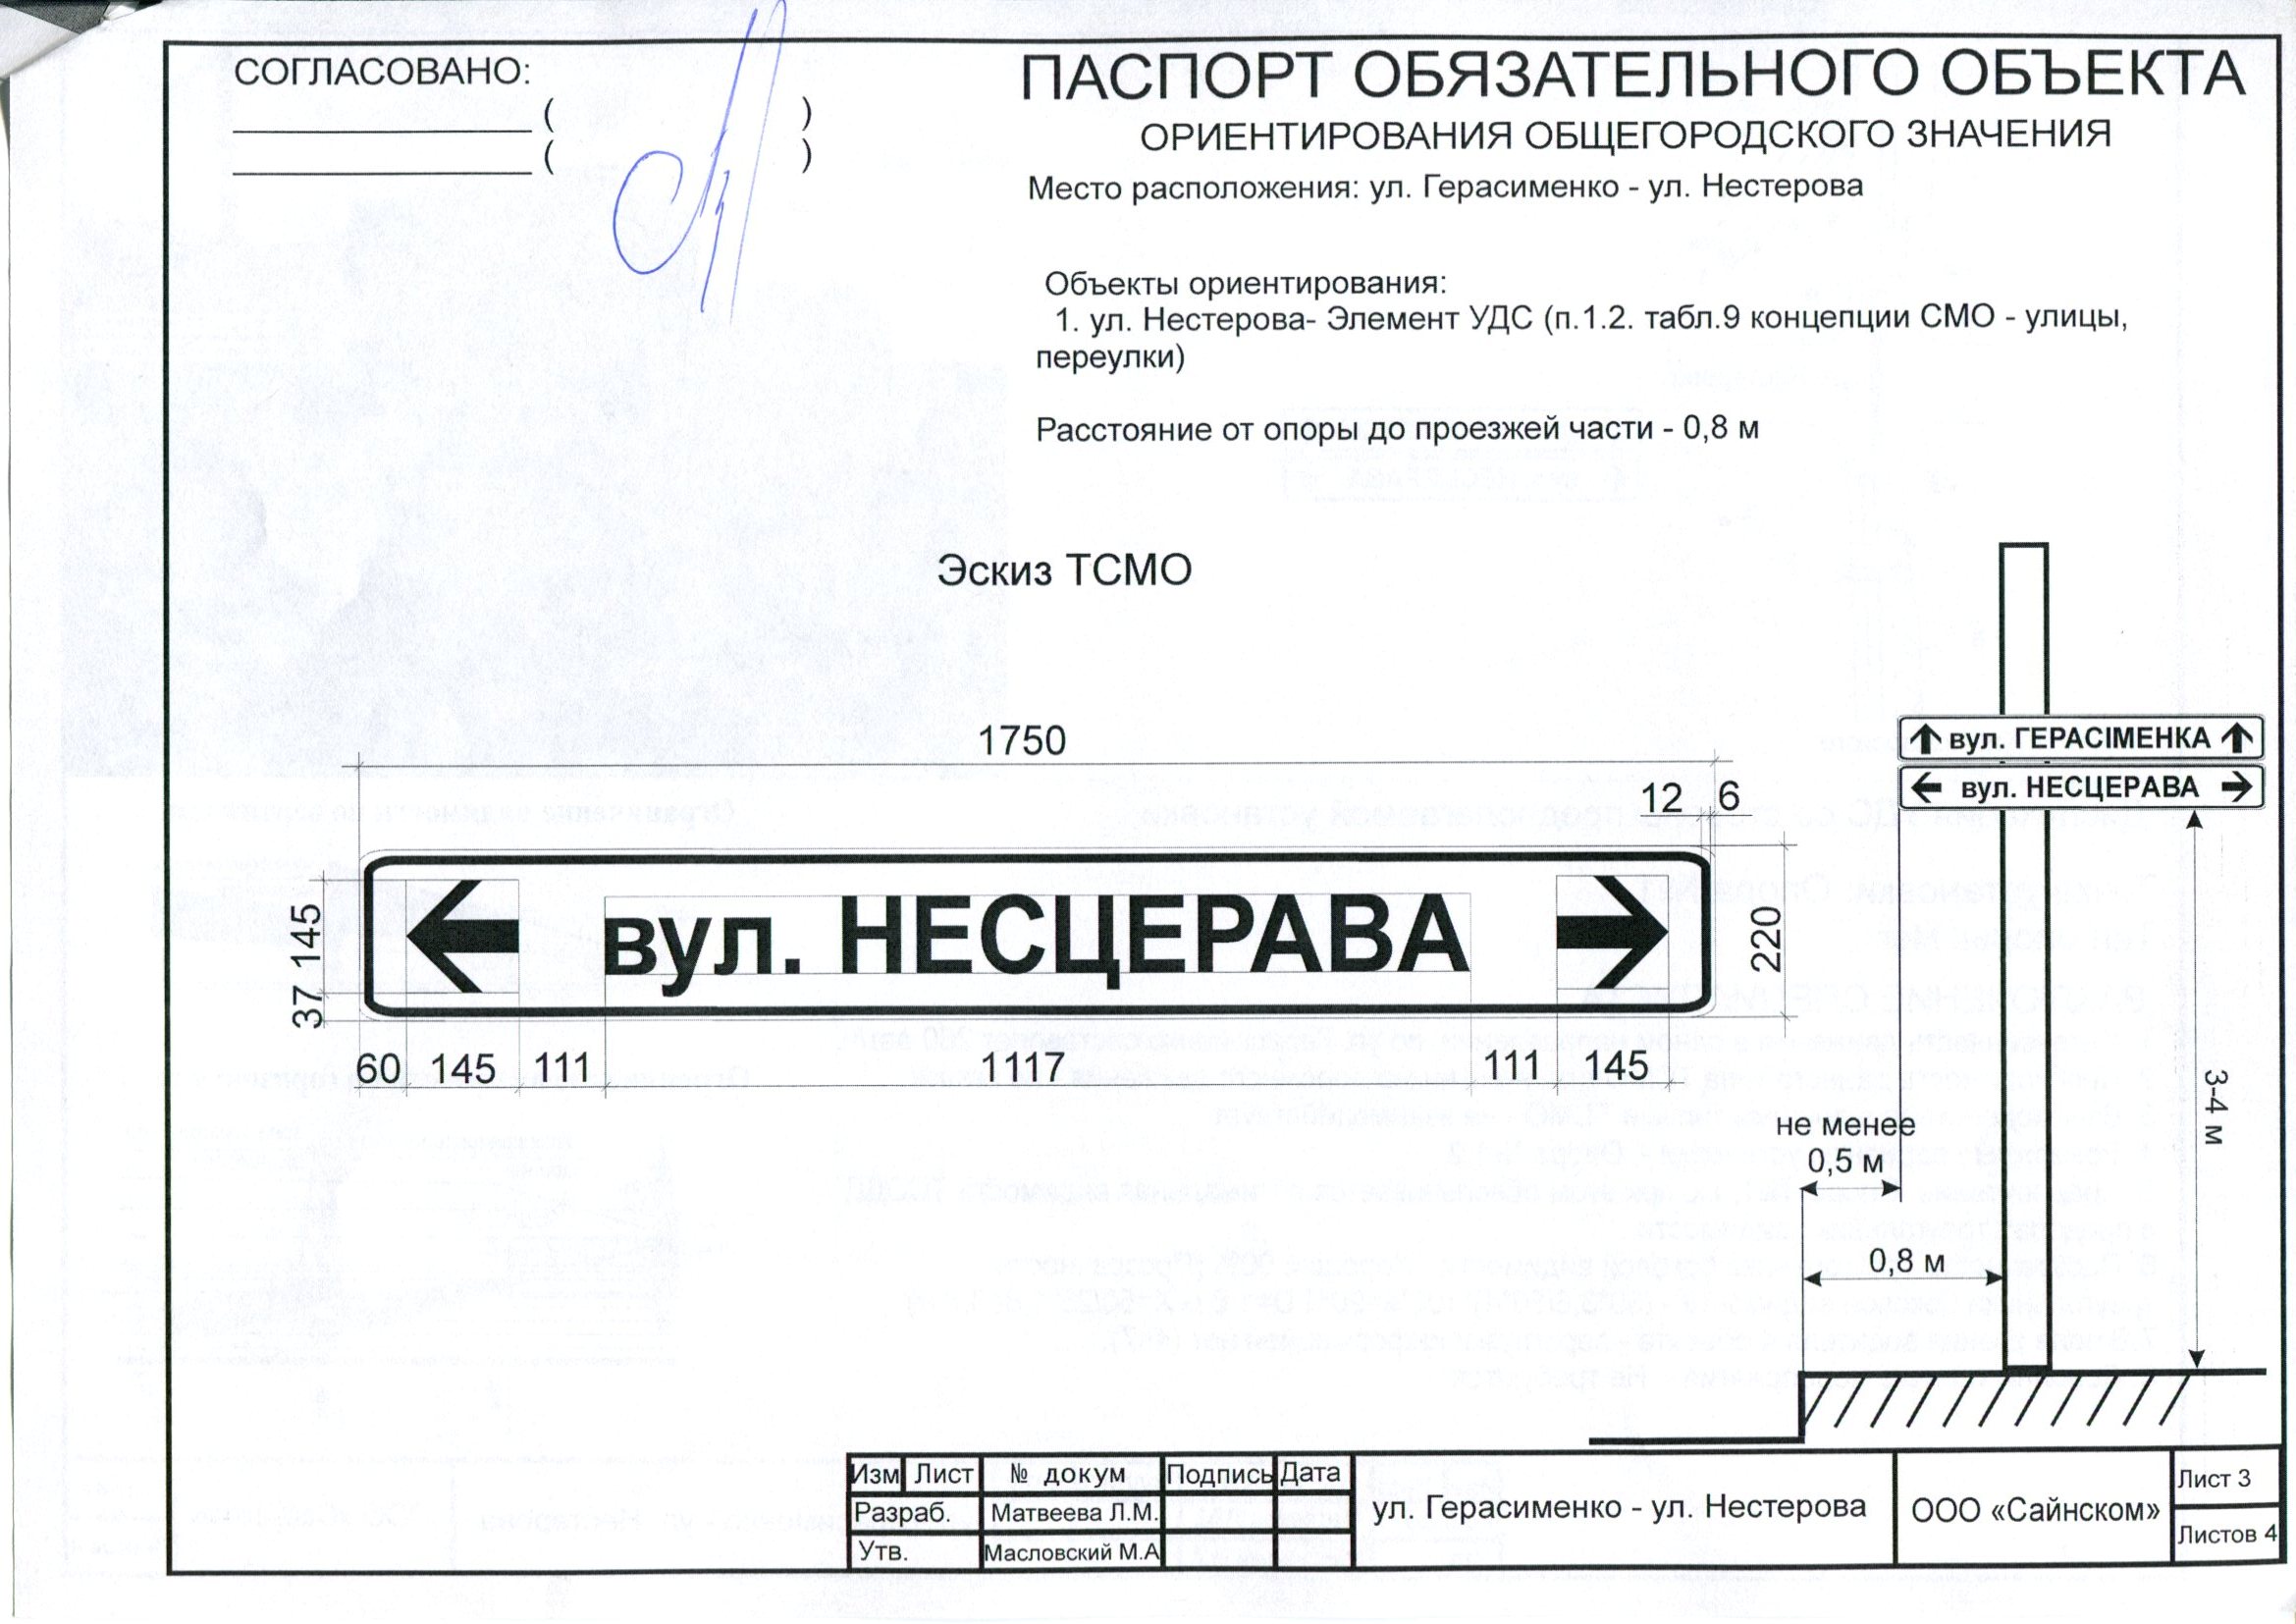 СОГЛАСОВАНО:
( )
( )
ПАСПОРТ ОБЯЗАТЕЛЬНОГО ОБЪЕКТА
ОРИЕНТИРОВАНИЯ ОБЩЕГОРОДСКОГО ЗНАЧЕНИЯ
Место расположения: ул. Герасименко - ул. Нестерова
Объекты ориентирования:
1. ул. Нестерова- Элемент УДС (п.1.2. табл.9 концепции СМО - улицы,
переулки)
Расстояние от опоры до проезжей части - 0,8 м
Эскиз ТСМО
1750
12 6
вул. НЕСЦЕРАВА
145
37
220
60 145 111 1117 111 145
вул. ГЕРАСІМЕНКА
вул. НЕСЦЕРАВА
3-4 м
не менее
0,5 м
0,8 м
Изм Лист № докум Подпись Дата
Разраб. Матвеева Л.М.
Утв. Масловский М.А
ул. Герасименко - ул. Нестерова
ООО «Сайнском»
Лист 3
Листов 4